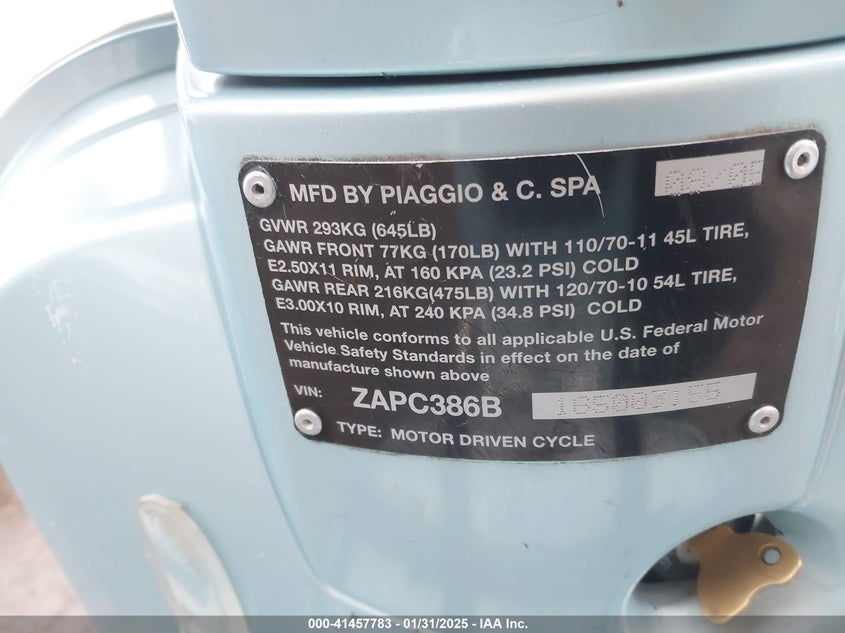 MFD BY PIAGGIO & C. SPA
GVWR 293KG (645LB)
GAWR FRONT 77KG (170LB) WITH 110/70-11 45L TIRE,
E2.50X11 RIM, AT 160 KPA (23.2 PSI) COLD
GAWR REAR 216KG(475LB) WITH 120/70-10 54L TIRE,
E3.00X10 RIM, AT 240 KPA (34.8 PSI) COLD
This vehicle conforms to all applicable U.S. Federal Motor
Vehicle Safety Standards in effect on the date of
manufacture shown above
VIN: ZAPC386B
TYPE: MOTOR DRIVEN CYCLE
000-41457783 - 01/31/2025 - IAA Inc.